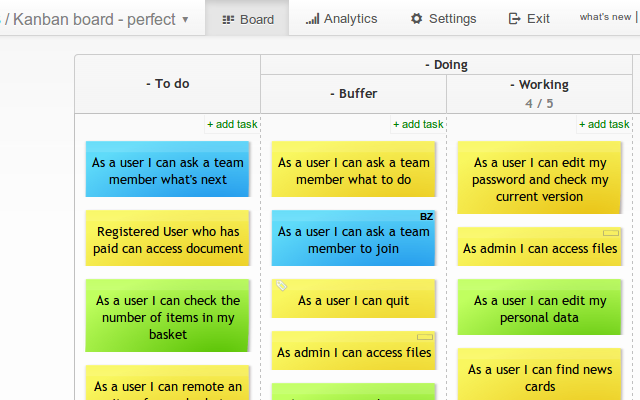 / Kanban board - perfect ▾ Board Analytics Settings Exit what's new |
- To do
- Doing
- Buffer
- Working
4 / 5
+ add task
+ add task
+ add task
As a user I can ask a team
member what's next
Registered User who has
paid can access document
As a user I can check the
number of items in my
basket
As a user I can remote an
As a user I can ask a team
member what to do
BZ
As a user I can ask a team
member to join
As a user I can quit
As admin I can access files
As a user I can edit my
password and check my
current version
As admin I can access files
As a user I can edit my
personal data
As a user I can find news
cards